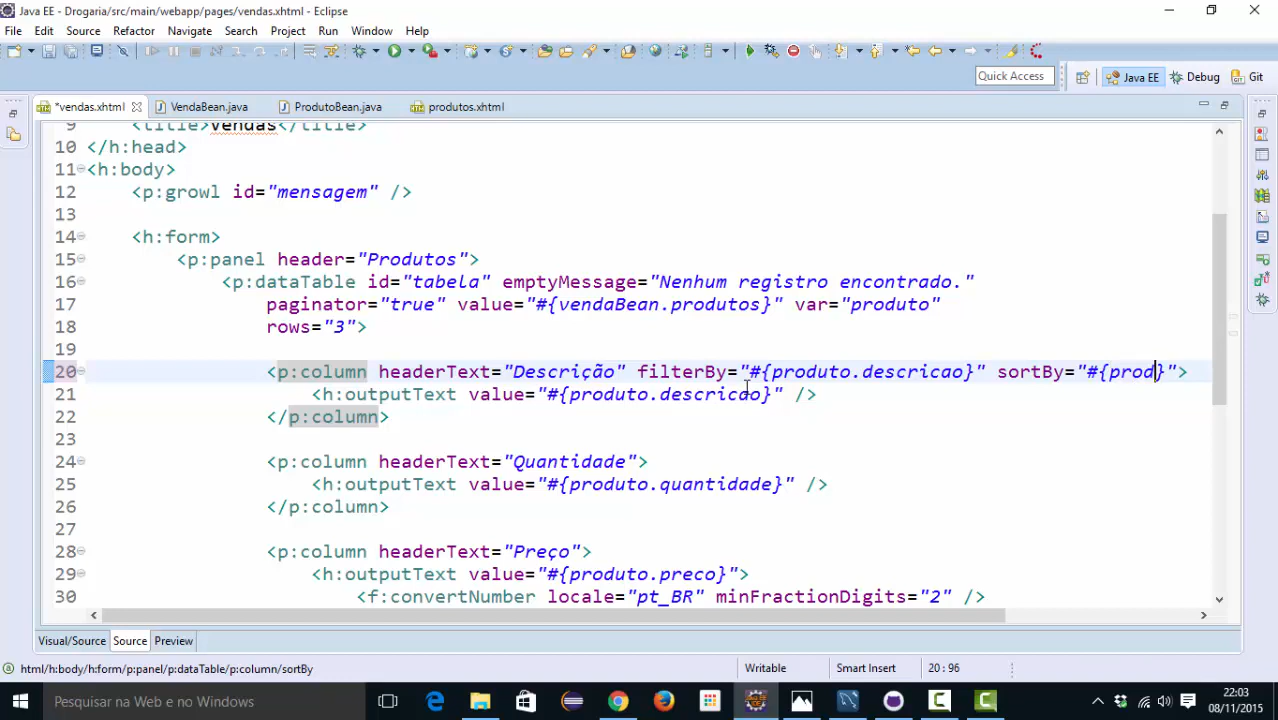 Java EE - Drogaria/src/main/webapp/pages/vendas.xhtml - Eclipse
File Edit Source Refactor Navigate Search Project Run Window Help
Quick Access Java EE Debug Git
*vendas.xhtml VendaBean.java ProdutoBean.java produtos.xhtml
9 <title>Vendas</title>
10 </h:head>
11 <h:body>
12 <p:growl id="mensagem" />
13
14 <h:form>
15 <p:panel header="Produtos">
16 <p:dataTable id="tabela" emptyMessage="Nenhum registro encontrado."
17 paginator="true" value="#{vendaBean.produtos}" var="produto"
18 rows="3">
19
20 <p:column headerText="Descrição" filterBy="#{produto.descricao}" sortBy="#{prod}">
21 <h:outputText value="#{produto.descricao}" />
22 </p:column>
23
24 <p:column headerText="Quantidade">
25 <h:outputText value="#{produto.quantidade}" />
26 </p:column>
27
28 <p:column headerText="Preço">
29 <h:outputText value="#{produto.preco}">
30 <f:convertNumber locale="pt_BR" minFractionDigits="2" />
Visual/Source Source Preview
html/h:body/h:form/p:panel/p:dataTable/p:column/sortBy Writable Smart Insert 20 : 96
Pesquisar na Web e no Windows
22:03
08/11/2015